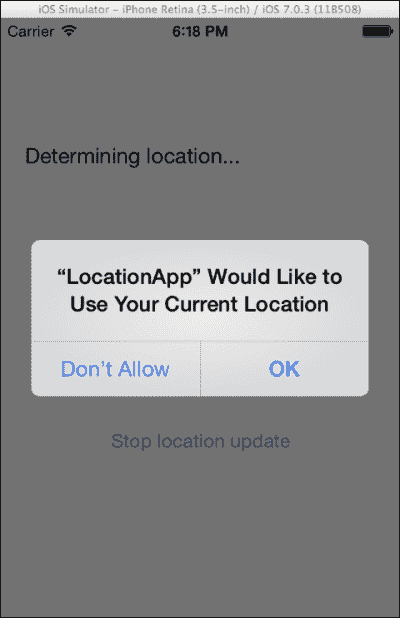 iOS Simulator – iPhone Retina (3.5-inch) / iOS 7.0.3 (11B508)
Carrier 6:18 PM
Determining location...
“LocationApp” Would Like to
Use Your Current Location
Don’t Allow OK
Stop location update